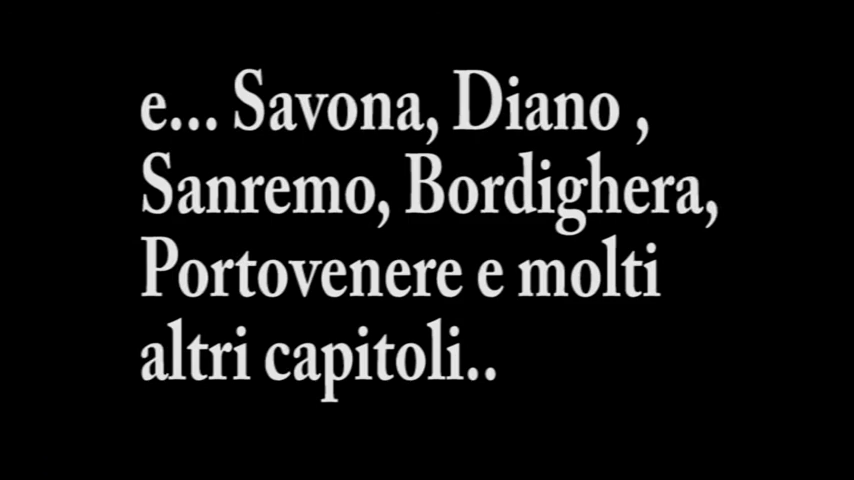 e... Savona, Diano ,
Sanremo, Bordighera,
Portovenere e molti
altri capitoli..